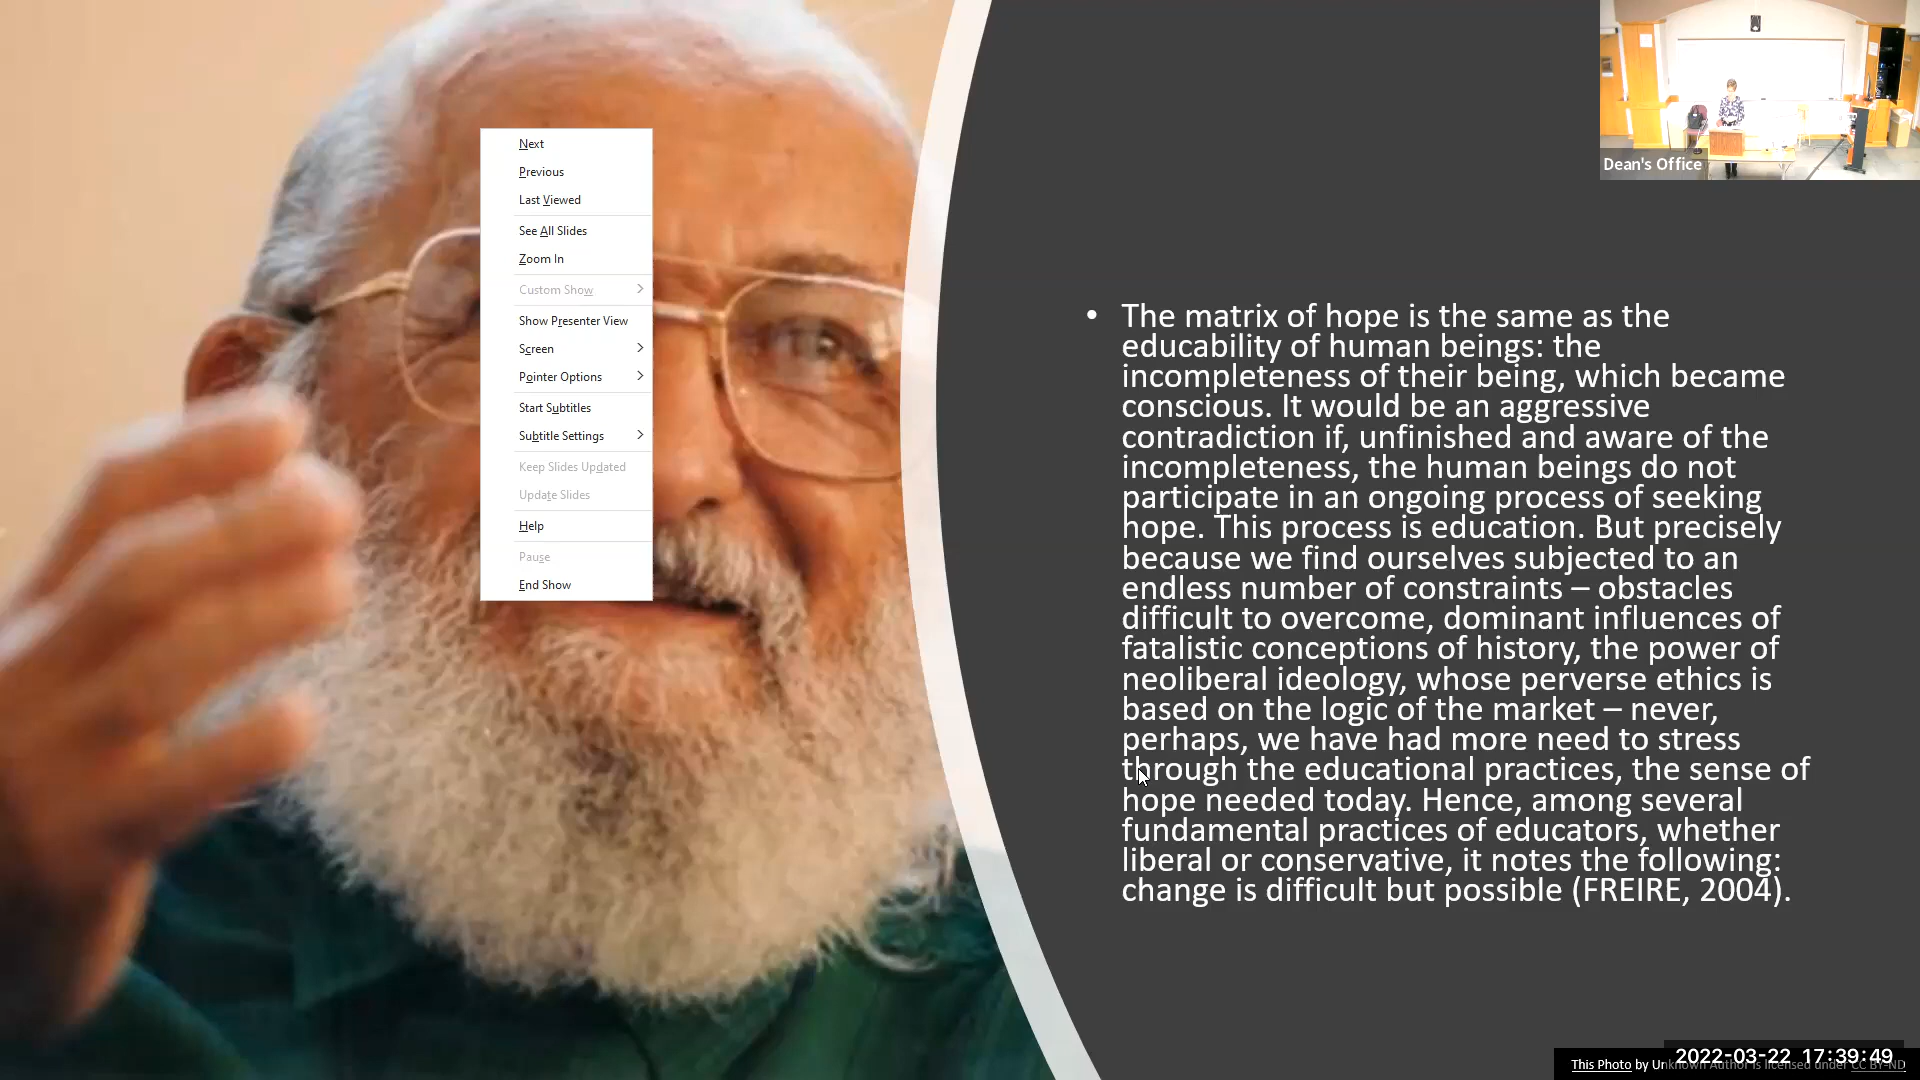 Next
Previous
Last Viewed
See All Slides
Zoom In
Custom Show
Show Presenter View
Screen
Pointer Options
Start Subtitles
Subtitle Settings
Keep Slides Updated
Update Slides
Help
Pause
End Show
Dean's Office
• The matrix of hope is the same as the
educability of human beings: the
incompleteness of their being, which became
conscious. It would be an aggressive
contradiction if, unfinished and aware of the
incompleteness, the human beings do not
participate in an ongoing process of seeking
hope. This process is education. But precisely
because we find ourselves subjected to an
endless number of constraints – obstacles
difficult to overcome, dominant influences of
fatalistic conceptions of history, the power of
neoliberal ideology, whose perverse ethics is
based on the logic of the market – never,
perhaps, we have had more need to stress
through the educational practices, the sense of
hope needed today. Hence, among several
fundamental practices of educators, whether
liberal or conservative, it notes the following:
change is difficult but possible (FREIRE, 2004).
2022-03-22 17:39:49
This Photo by Unknown Author is licensed under CC BY-ND